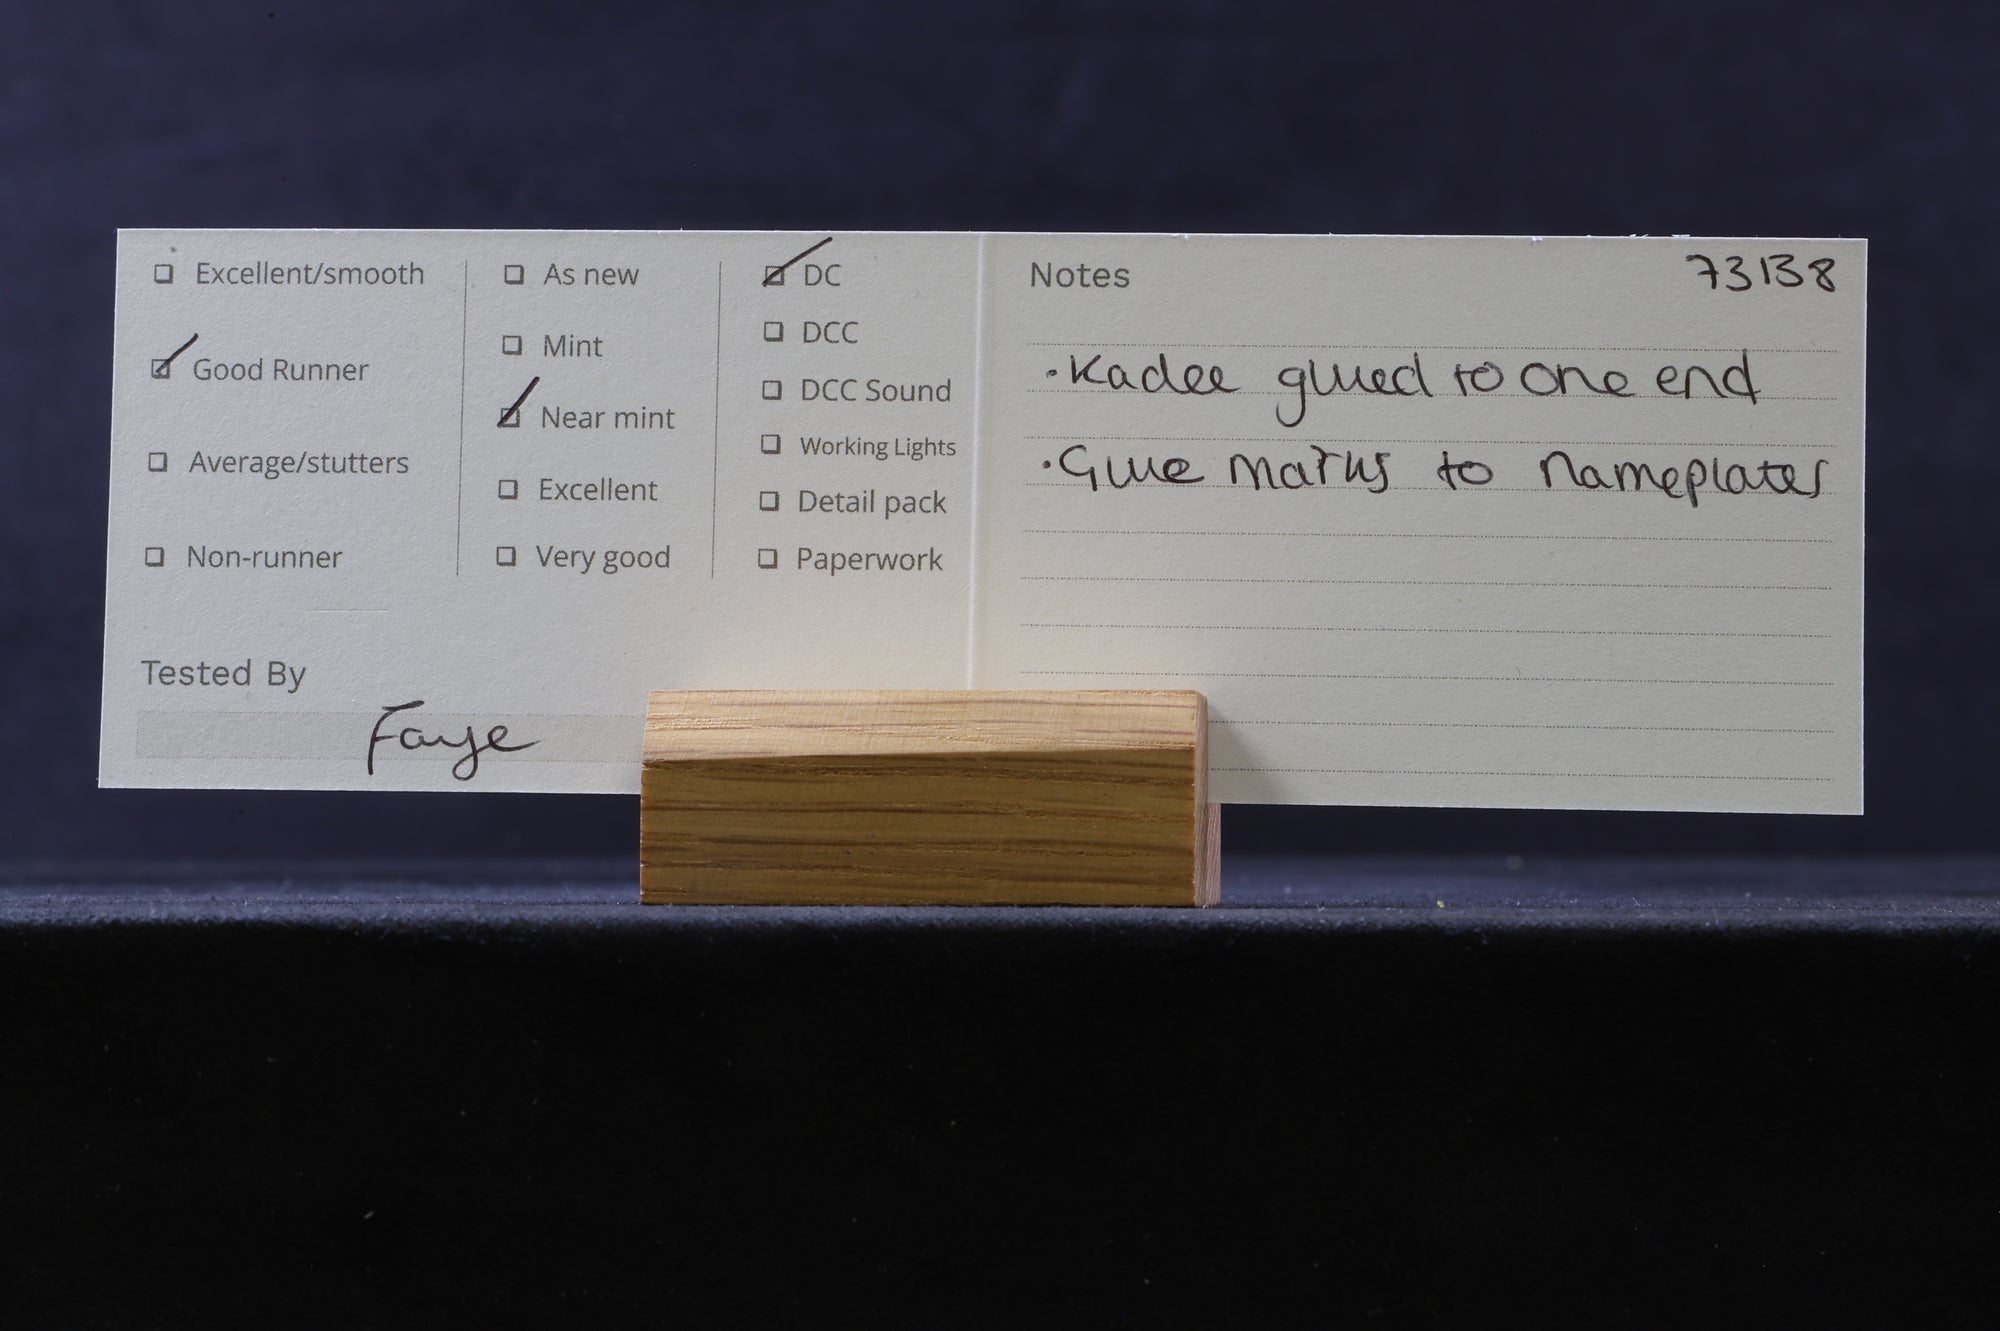 ☐ Excellent/smooth
☑ Good Runner
☐ Average/stutters
☐ Non-runner
☐ As new
☐ Mint
☑ Near mint
☐ Excellent
☐ Very good
☑ DC
☐ DCC
☐ DCC Sound
☐ Working Lights
☐ Detail pack
☐ Paperwork
Tested By
Faye
Notes
73138
• Kadee glued to one end
• Glue marks to nameplates